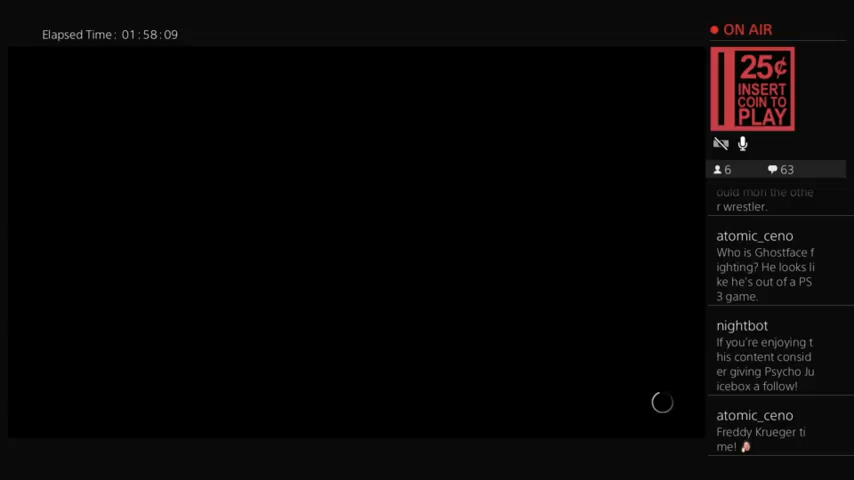 Elapsed Time: 01:58:09
ON AIR
25¢
INSERT
COIN TO
PLAY
6 63
the othe
r wrestler.
atomic_ceno
Who is Ghostface f
ighting? He looks li
ke he's out of a PS
3 game.
nightbot
If you're enjoying t
his content consid
er giving Psycho Ju
icebox a follow!
atomic_ceno
Freddy Krueger ti
me!